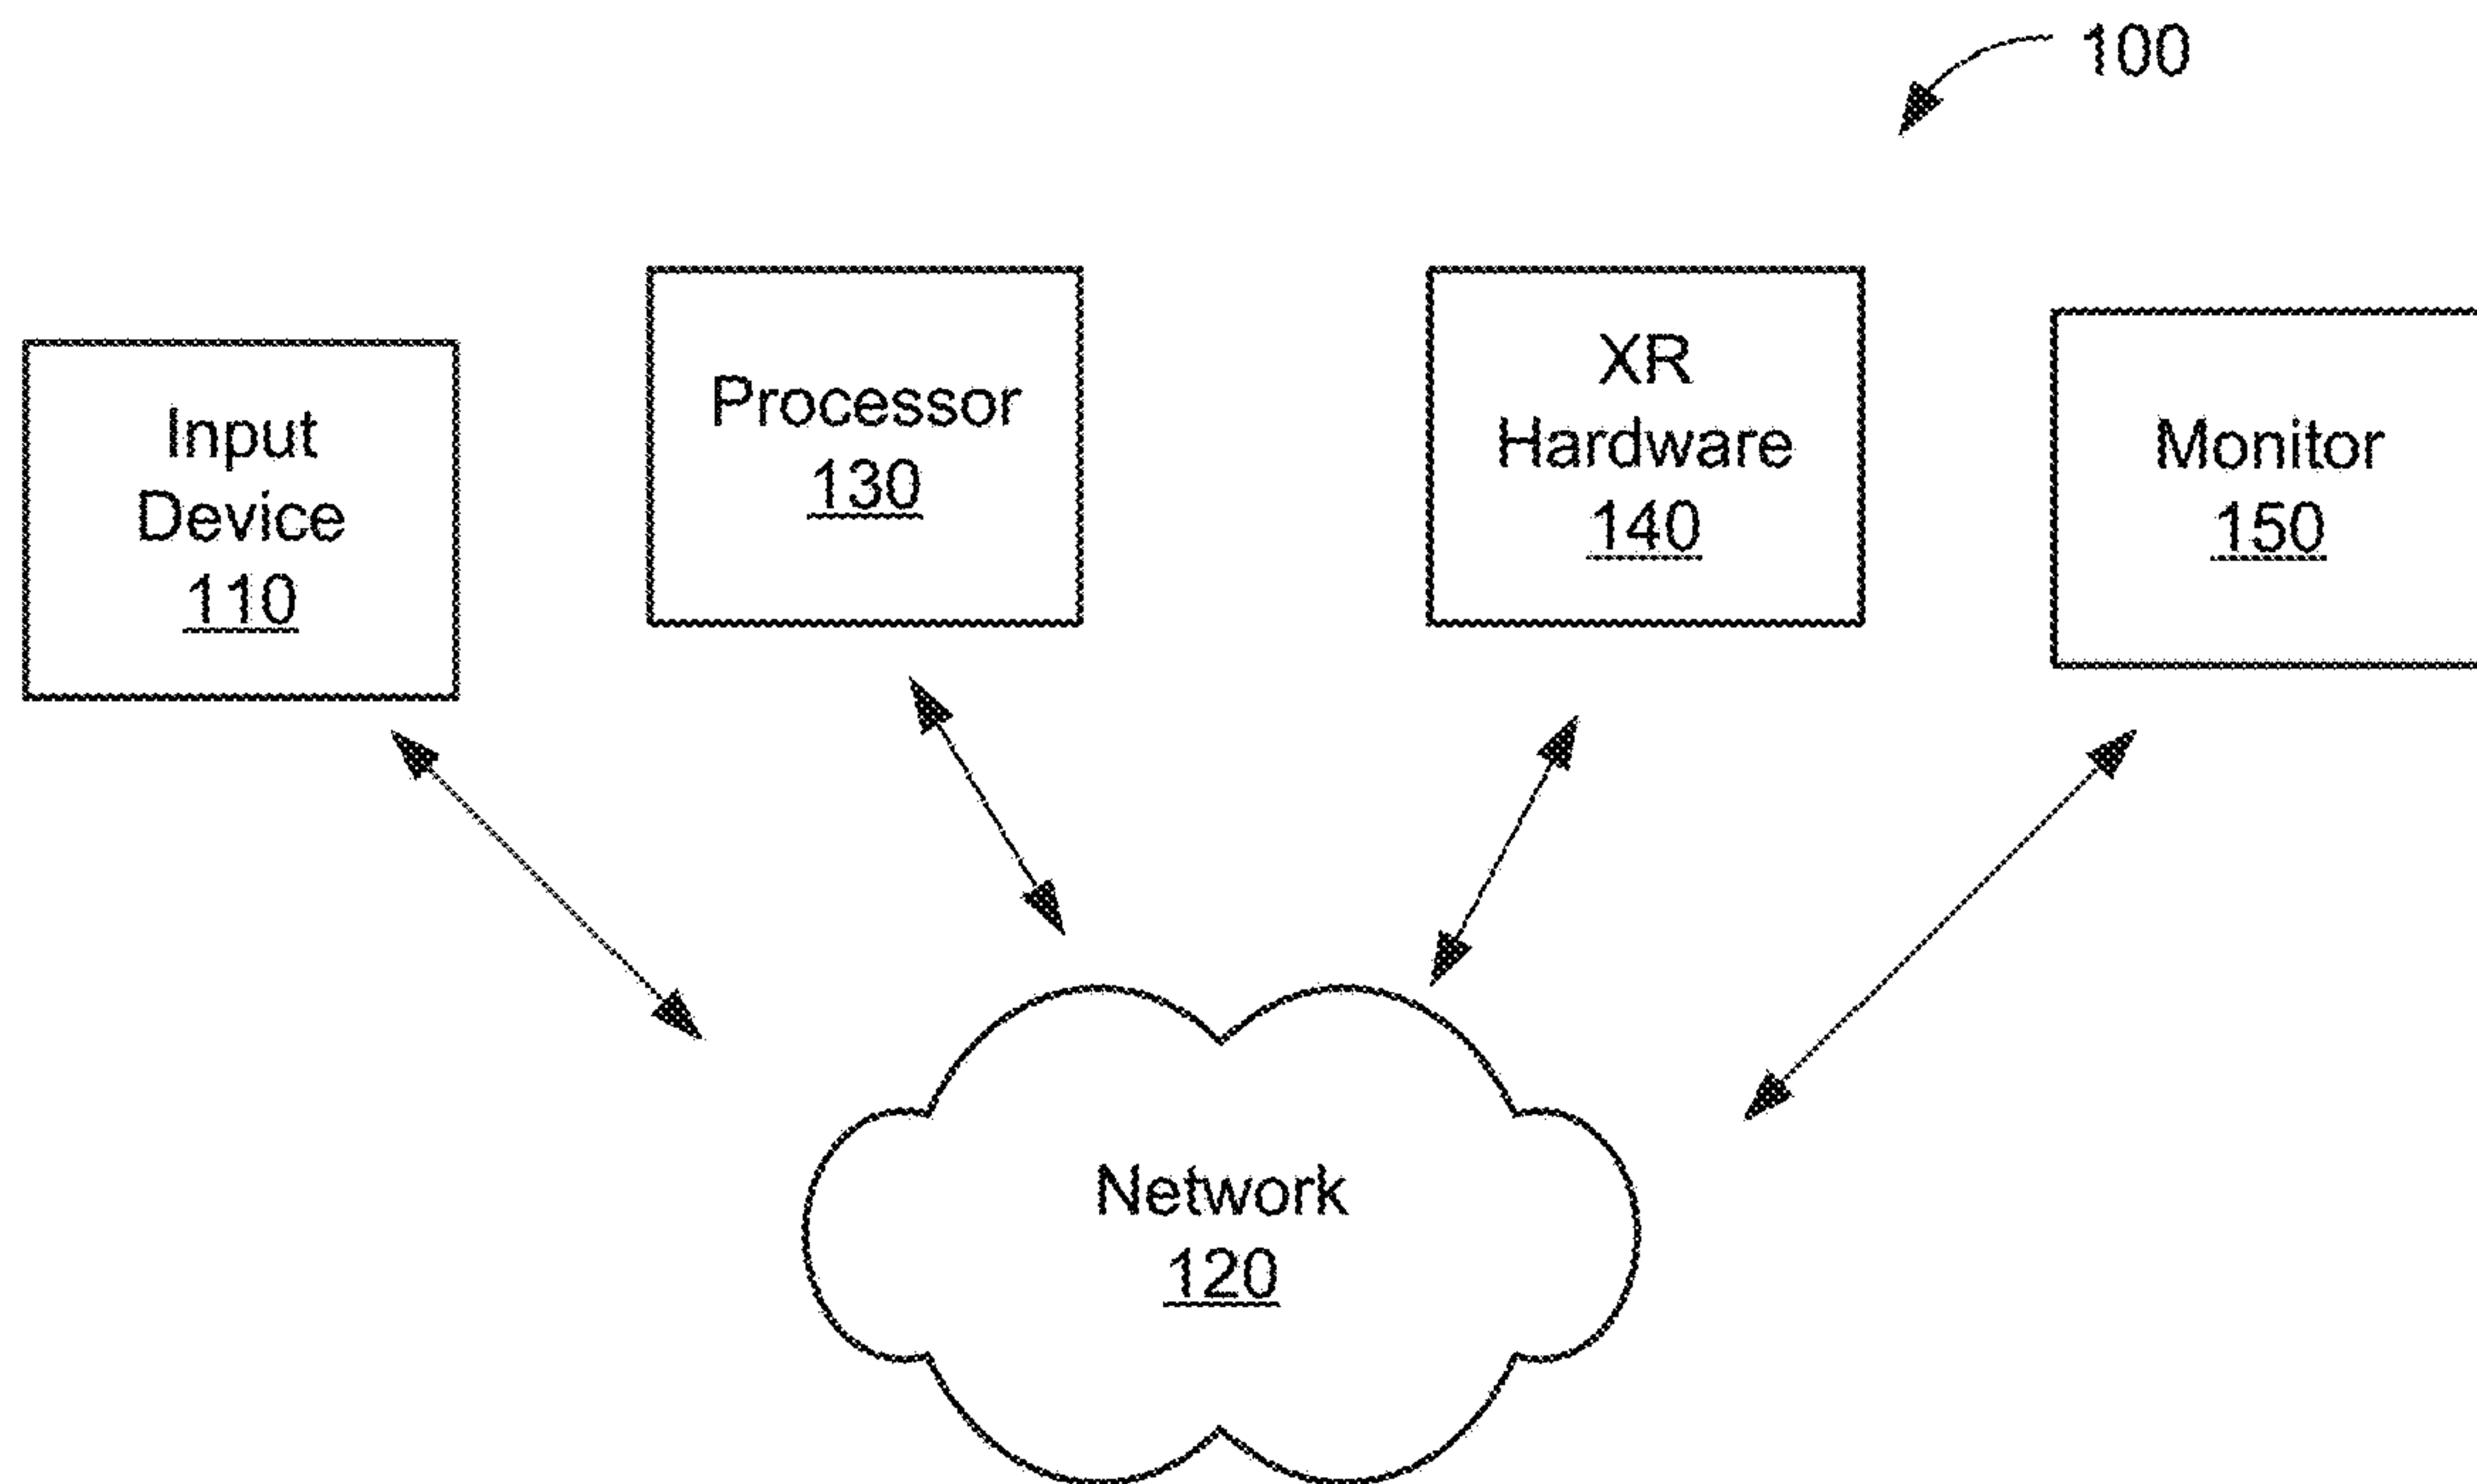 100
Input
Device
110
Processor
130
XR
Hardware
140
Monitor
150
Network
120